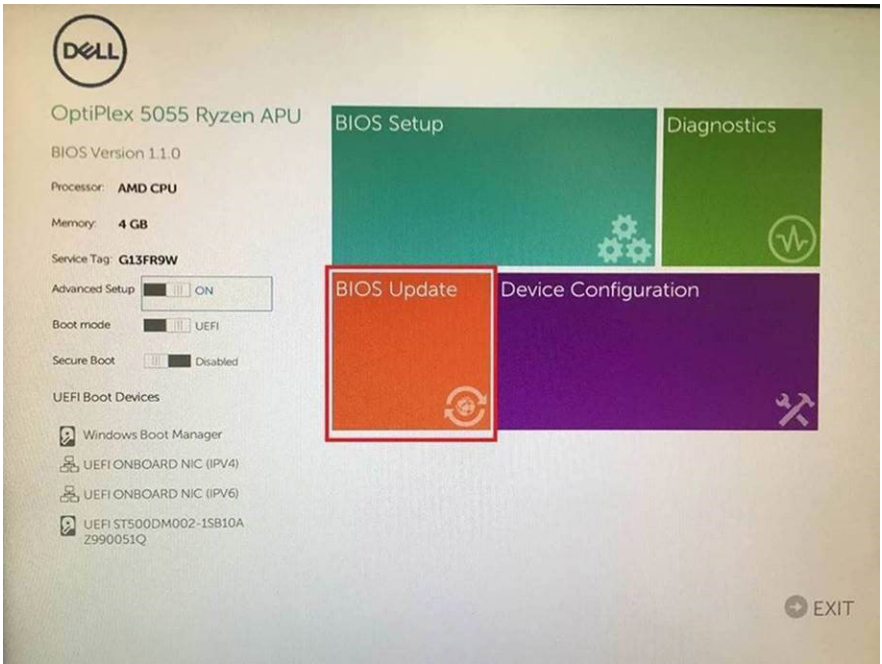 DELL
OptiPlex 5055 Ryzen APU
BIOS Version 1.1.0
Processor: AMD CPU
Memory: 4 GB
Service Tag: G13FR9W
Advanced Setup ON
Boot mode UEFI
Secure Boot Disabled
UEFI Boot Devices
Windows Boot Manager
UEFI ONBOARD NIC (IPV4)
UEFI ONBOARD NIC (IPV6)
UEFI ST500DM002-1SB10A
Z990051Q
BIOS Setup
Diagnostics
BIOS Update
Device Configuration
EXIT